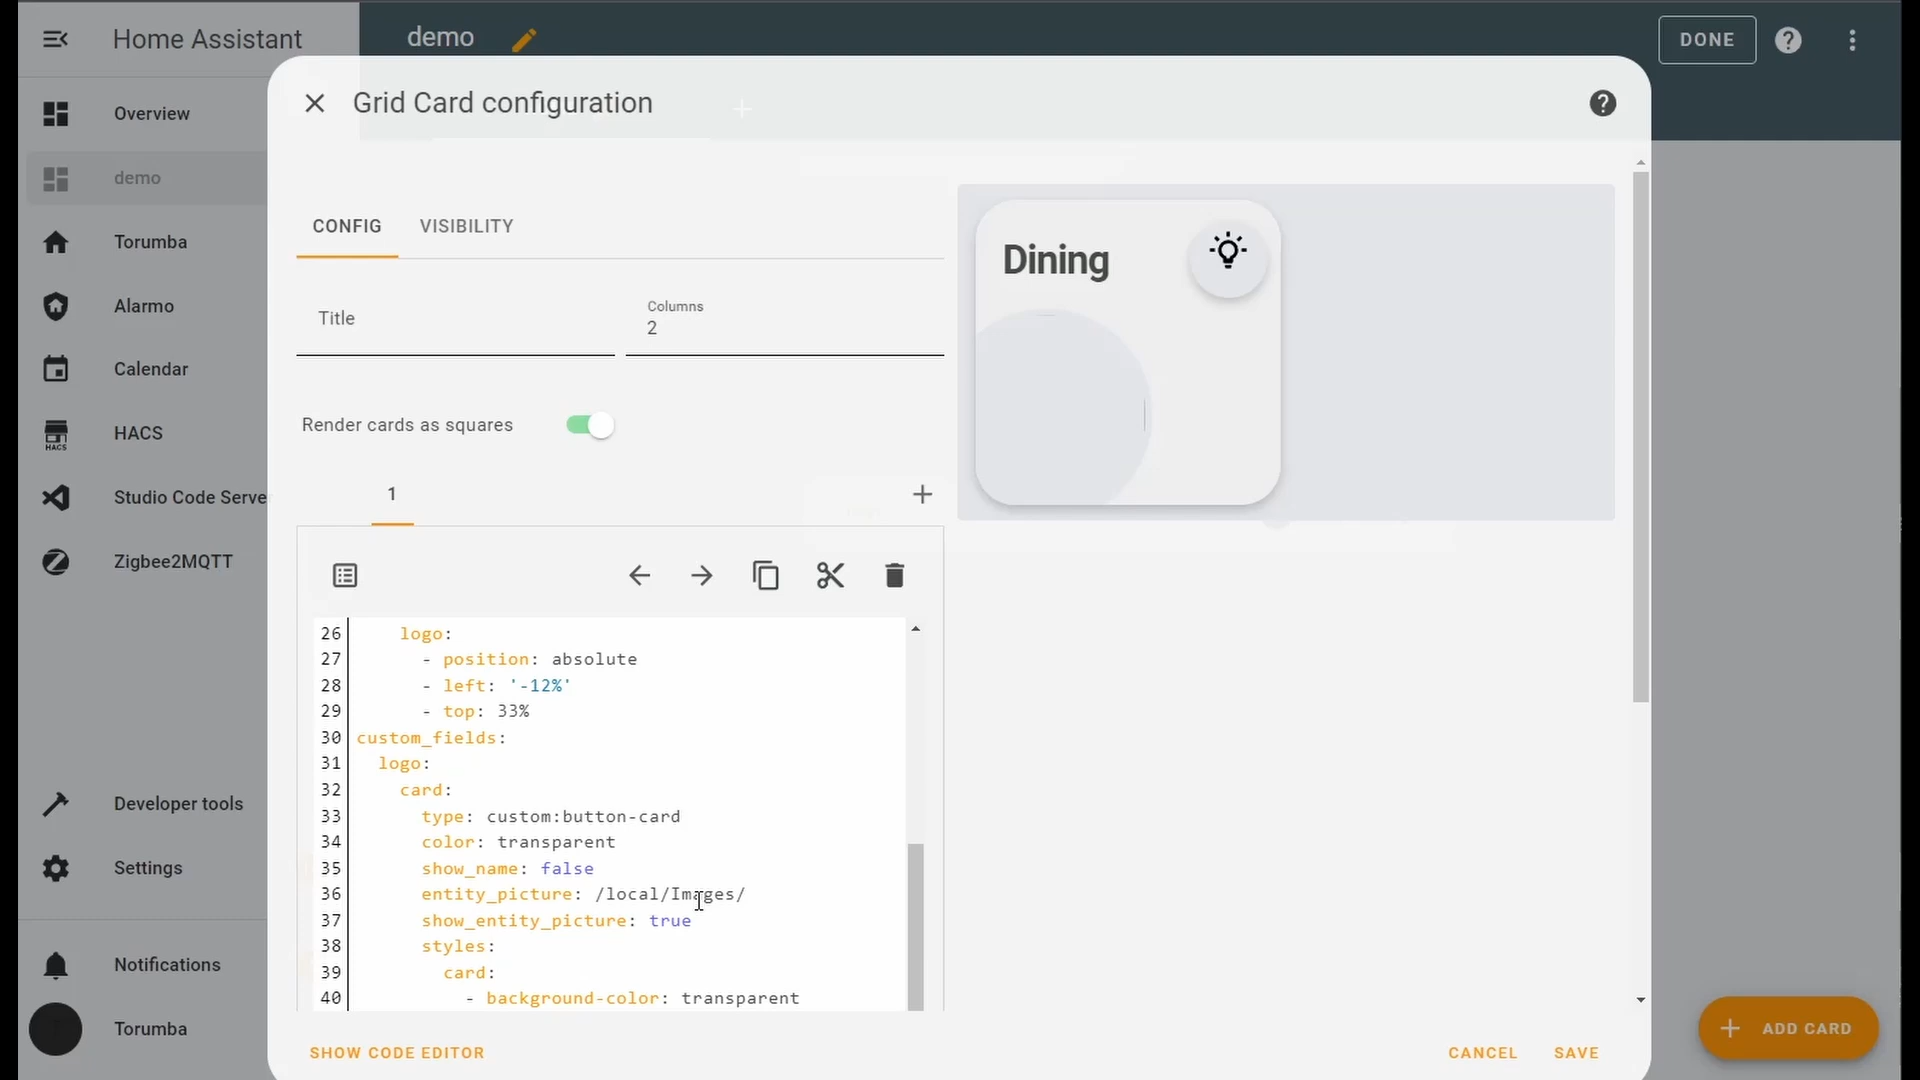 Home Assistant
demo
DONE
Grid Card configuration
Overview
demo
Torumba
Alarmo
Calendar
HACS
HACS
Studio Code Serve
Zigbee2MQTT
Developer tools
Settings
Notifications
Torumba
CONFIG VISIBILITY
Title
Columns
2
Render cards as squares
1
26 logo:
27 - position: absolute
28 - left: '-12%'
29 - top: 33%
30 custom_fields:
31 logo:
32 card:
33 type: custom:button-card
34 color: transparent
35 show_name: false
36 entity_picture: /local/Images/
37 show_entity_picture: true
38 styles:
39 card:
40 - background-color: transparent
Dining
SHOW CODE EDITOR
CANCEL SAVE
ADD CARD